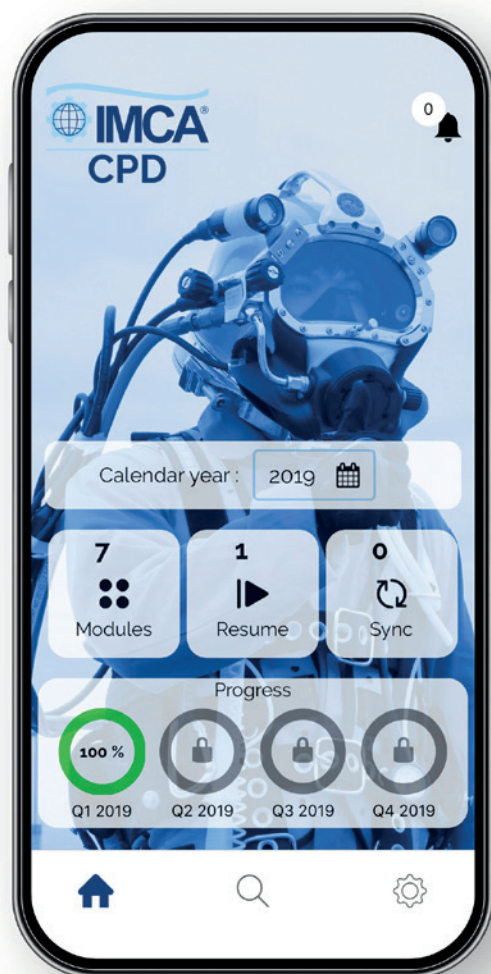 0
IMCA®
CPD
Calendar year : 2019
7 1 0
Modules Resume Sync
Progress
100 %
Q1 2019 Q2 2019 Q3 2019 Q4 2019